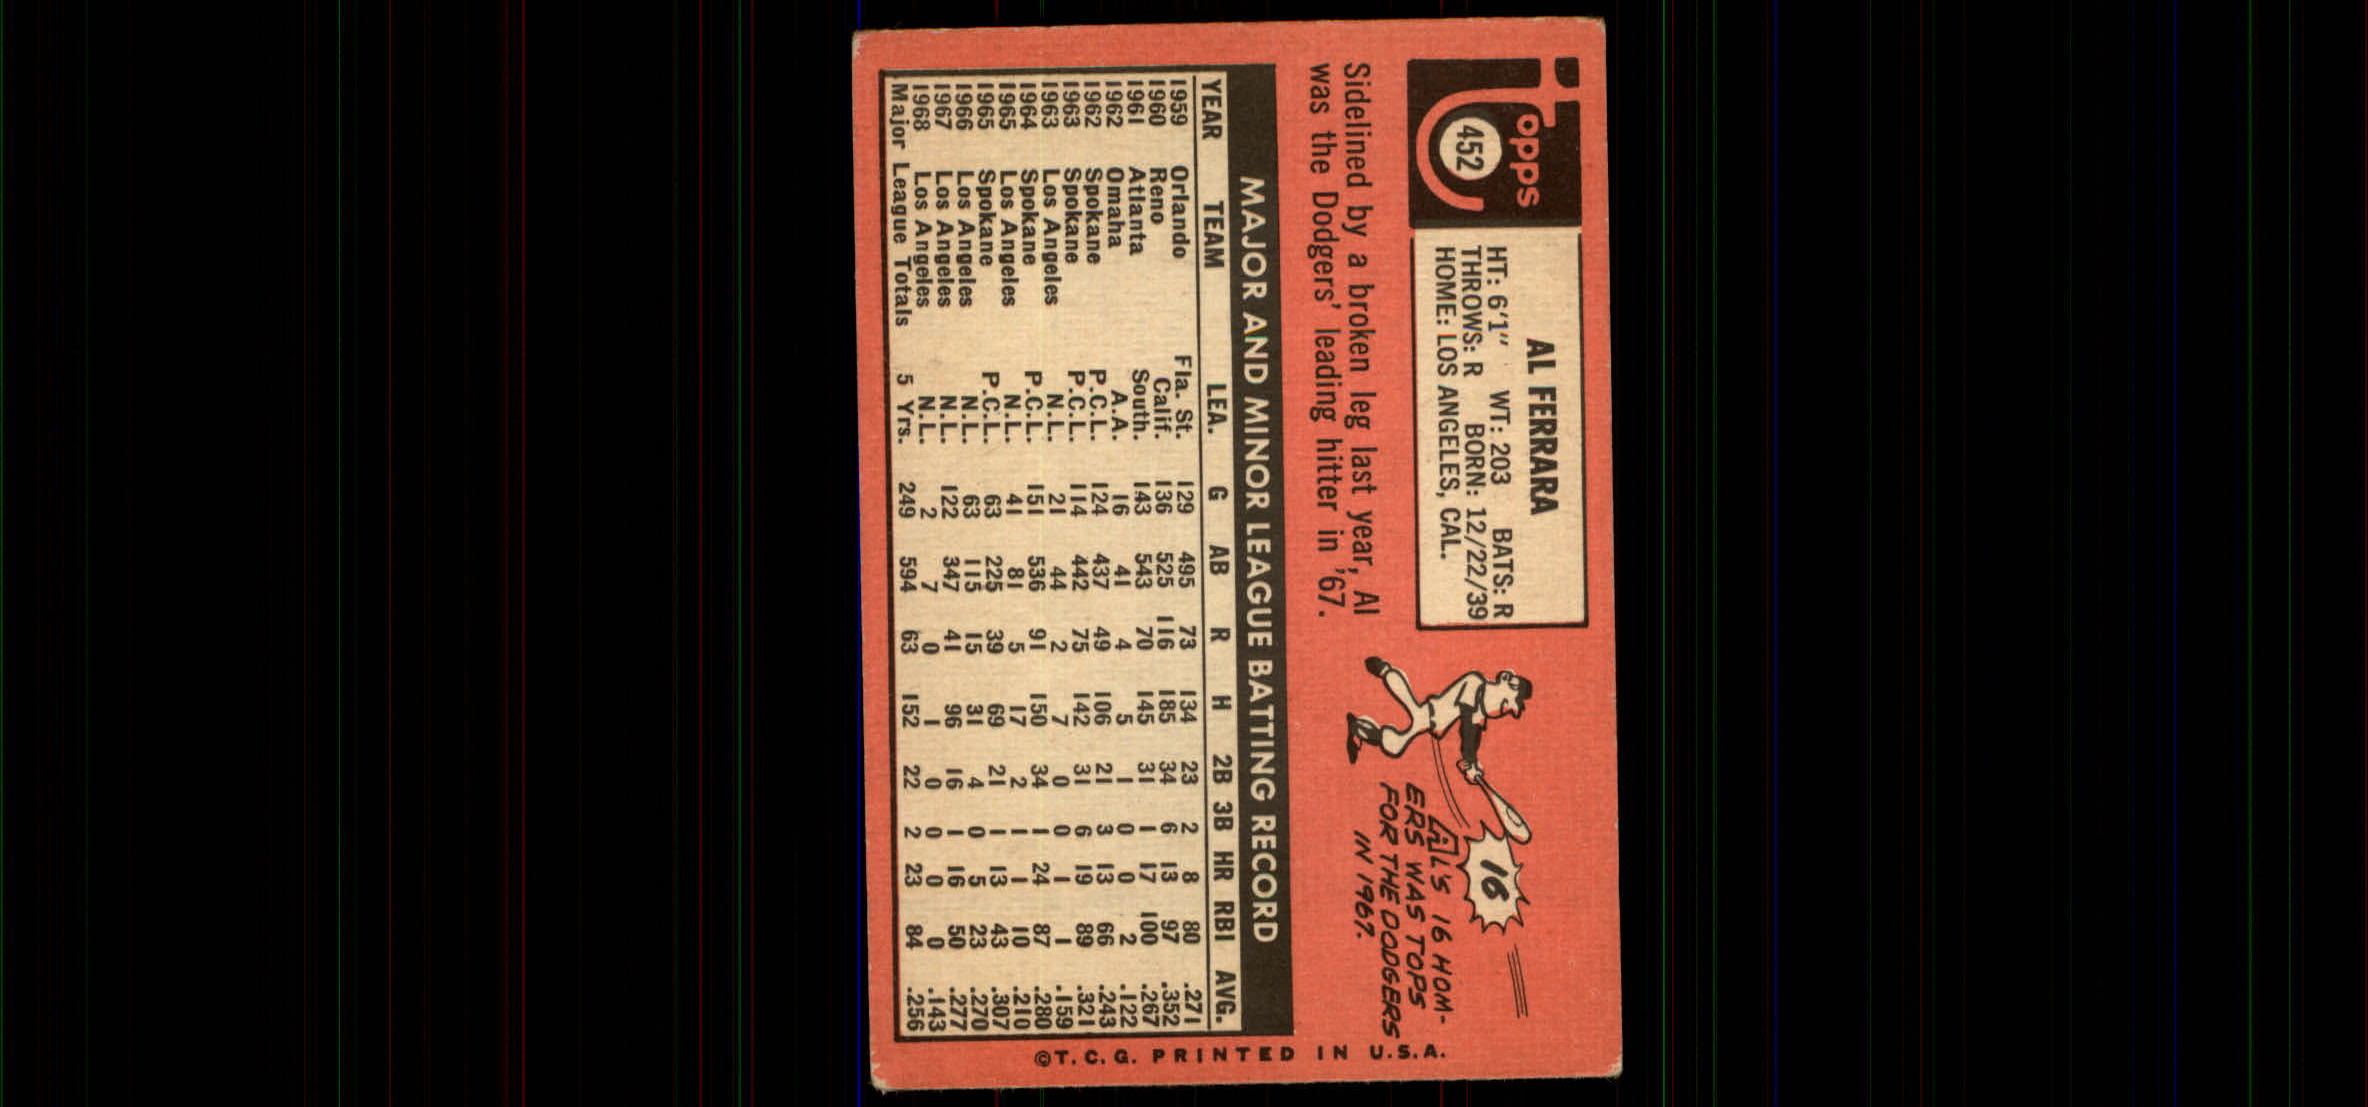 Topps
452
AL FERRARA
HT: 6'1" WT: 203 BATS: R
THROWS: R BORN: 12/22/39
HOME: LOS ANGELES, CAL.
Sidelined by a broken leg last year, Al
was the Dodgers' leading hitter in '67.
16
AL'S 16 HOM-
ERS WAS TOPS
FOR THE DODGERS
IN 1967.
MAJOR AND MINOR LEAGUE BATTING RECORD
YEAR TEAM LEA. G AB R H 2B 3B HR RBI AVG.
1959 Orlando Fla. St. 129 495 73 134 23 2 8 80 .271
1960 Reno Calif. 136 525 116 185 34 6 13 97 .352
1961 Atlanta South. 143 543 70 145 31 1 17 100 .267
1962 Omaha A.A. 16 41 4 5 1 0 0 2 .122
1962 Spokane P.C.L. 124 437 49 106 21 3 13 66 .243
1963 Spokane P.C.L. 114 442 75 142 31 6 19 89 .321
1963 Los Angeles N.L. 21 44 2 7 0 0 1 1 .159
1964 Spokane P.C.L. 151 536 91 150 34 1 24 87 .280
1965 Los Angeles N.L. 41 81 5 17 2 1 1 10 .210
1965 Spokane P.C.L. 63 225 39 69 21 1 13 43 .307
1966 Los Angeles N.L. 63 115 15 31 4 0 5 23 .270
1967 Los Angeles N.L. 122 347 41 96 16 1 16 50 .277
1968 Los Angeles N.L. 2 7 0 1 0 0 0 0 .143
Major League Totals 5 Yrs. 249 594 63 152 22 2 23 84 .256
©T.C.G. PRINTED IN U.S.A.